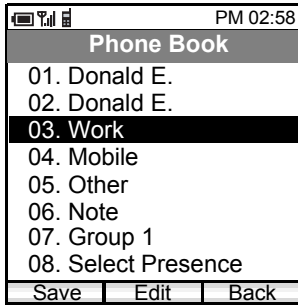 PM 02:58
Phone Book
01. Donald E.
02. Donald E.
03. Work
04. Mobile
05. Other
06. Note
07. Group 1
08. Select Presence
Save Edit Back